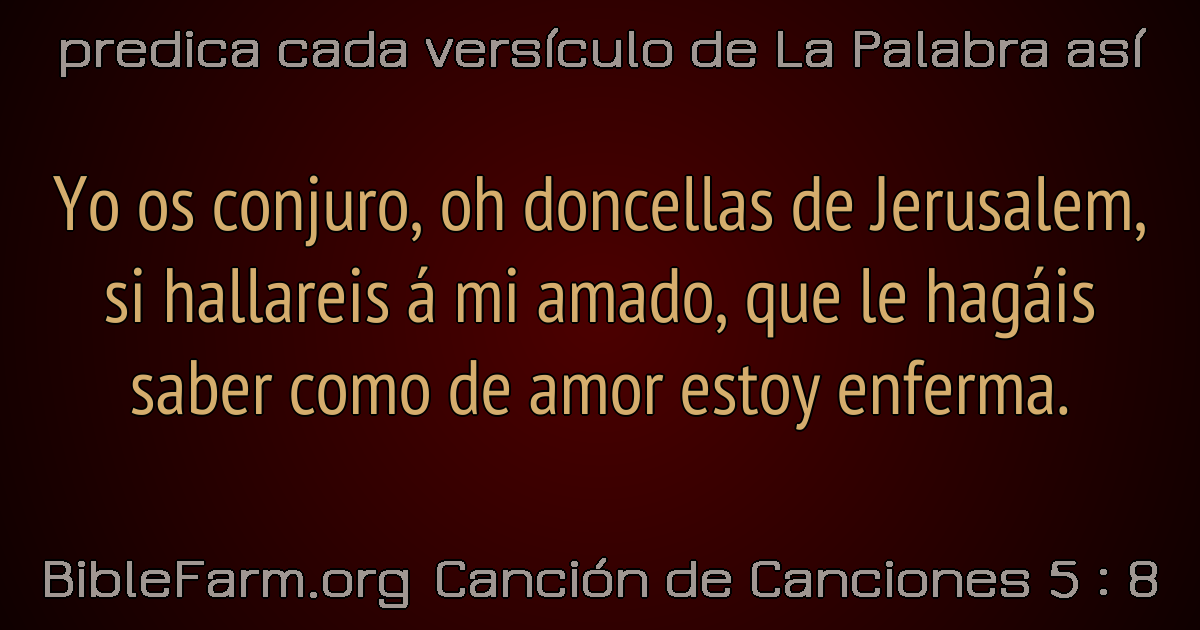 predica cada versículo de La Palabra así
Yo os conjuro, oh doncellas de Jerusalem,
si hallareis á mi amado, que le hagáis
saber como de amor estoy enferma.
BibleFarm.org Canción de Canciones 5 : 8